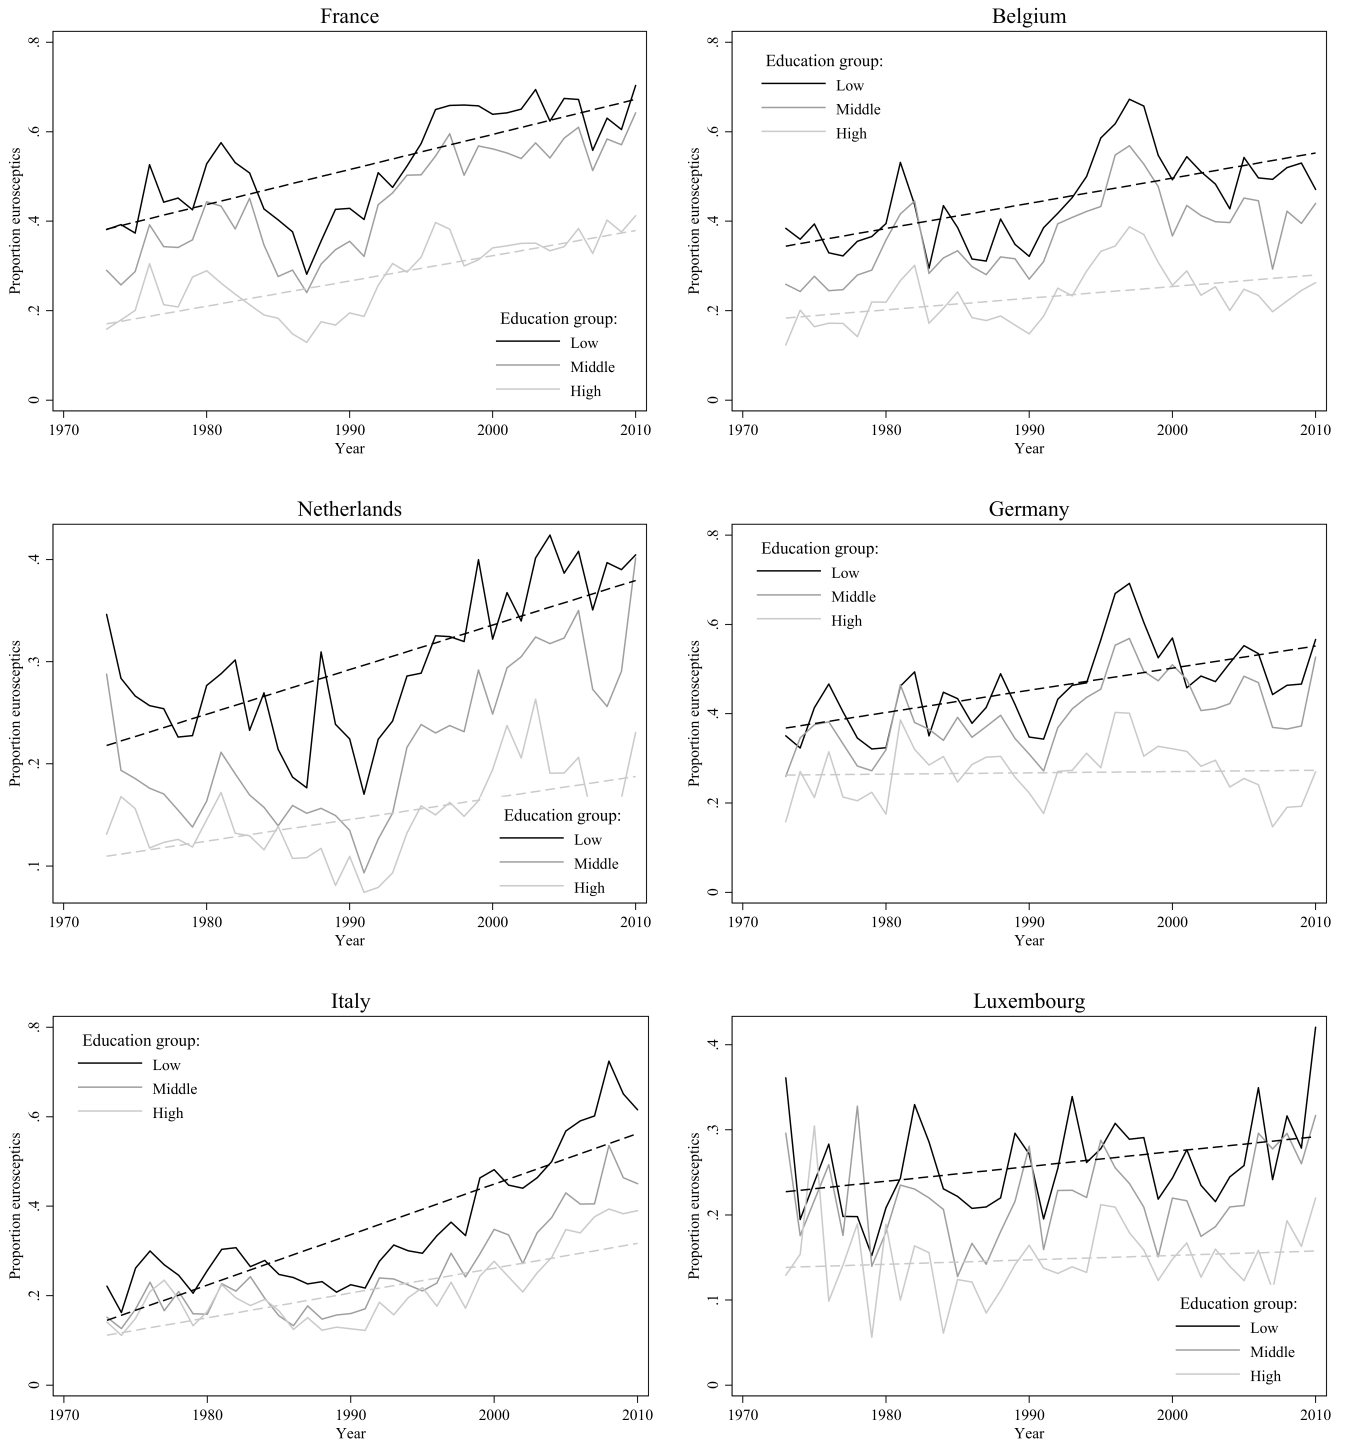 France
Proportion eurosceptics
.8
.6
.4
.2
0
Education group:
Low
Middle
High
1970 1980 1990 2000 2010
Year
Belgium
Proportion eurosceptics
.8
.6
.4
.2
0
Education group:
Low
Middle
High
1970 1980 1990 2000 2010
Year
Netherlands
Proportion eurosceptics
.4
.3
.2
.1
Education group:
Low
Middle
High
1970 1980 1990 2000 2010
Year
Germany
Proportion eurosceptics
.8
.6
.4
.2
0
Education group:
Low
Middle
High
1970 1980 1990 2000 2010
Year
Italy
Proportion eurosceptics
.8
.6
.4
.2
0
Education group:
Low
Middle
High
1970 1980 1990 2000 2010
Year
Luxembourg
Proportion eurosceptics
.4
.3
.2
.1
0
Education group:
Low
Middle
High
1970 1980 1990 2000 2010
Year